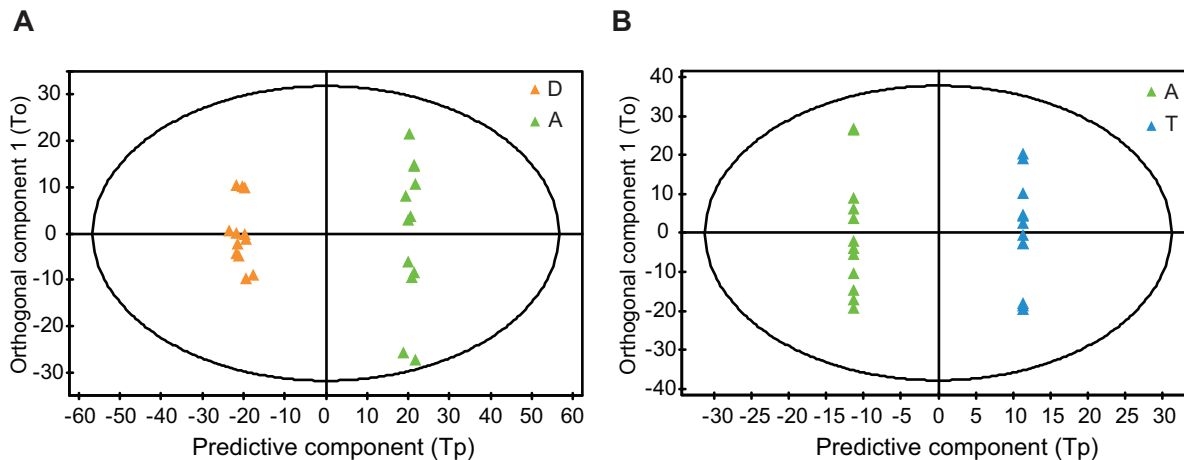 A
Orthogonal component 1 (To)
30
20
10
0
-10
-20
-30
-60 -50 -40 -30 -20 -10 0 10 20 30 40 50 60
Predictive component (Tp)
D
A
B
Orthogonal component 1 (To)
40
30
20
10
0
-10
-20
-30
-40
-30 -25 -20 -15 -10 -5 0 5 10 15 20 25 30
Predictive component (Tp)
A
T